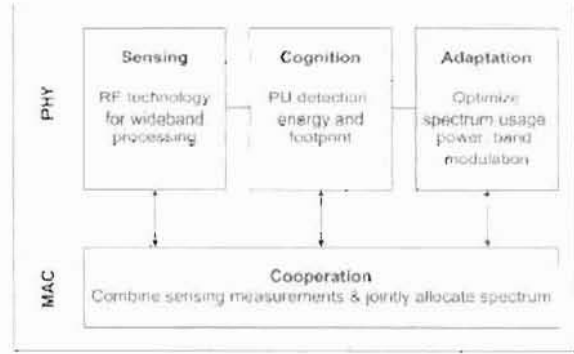 PHY
Sensing
RF technology
for wideband
processing
Cognition
PU detection
energy and
footprint
Adaptation
Optimize
spectrum usage
power band
modulation
MAC
Cooperation
Combine sensing measurements & jointly allocate spectrum